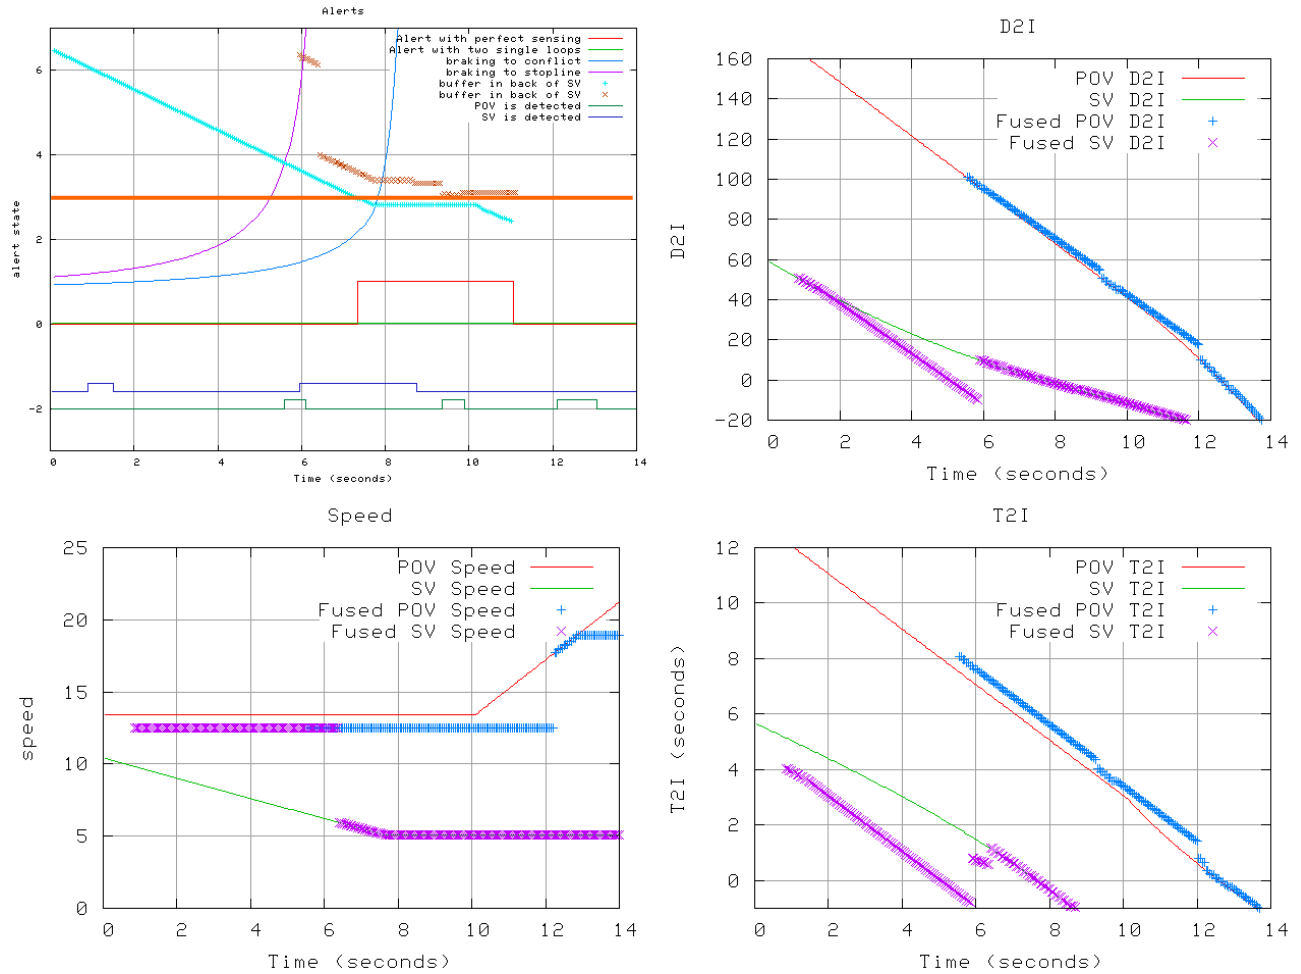 Alerts
Alert with perfect sensing
Alert with two single loops
braking to conflict
braking to stopline
buffer in back of SV
buffer in back of SV
POV is detected
SV is detected
6
4
2
0
-2
alert state
0 2 4 6 8 10 12 14
Time (seconds)
D2I
POV D2I
SV D2I
Fused POV D2I
Fused SV D2I
160
140
120
100
80
60
40
20
0
-20
D2I
0 2 4 6 8 10 12 14
Time (seconds)
Speed
POV Speed
SV Speed
Fused POV Speed
Fused SV Speed
25
20
15
10
5
0
speed
0 2 4 6 8 10 12 14
Time (seconds)
T2I
POV T2I
SV T2I
Fused POV T2I
Fused SV T2I
12
10
8
6
4
2
0
T2I (seconds)
0 2 4 6 8 10 12 14
Time (seconds)